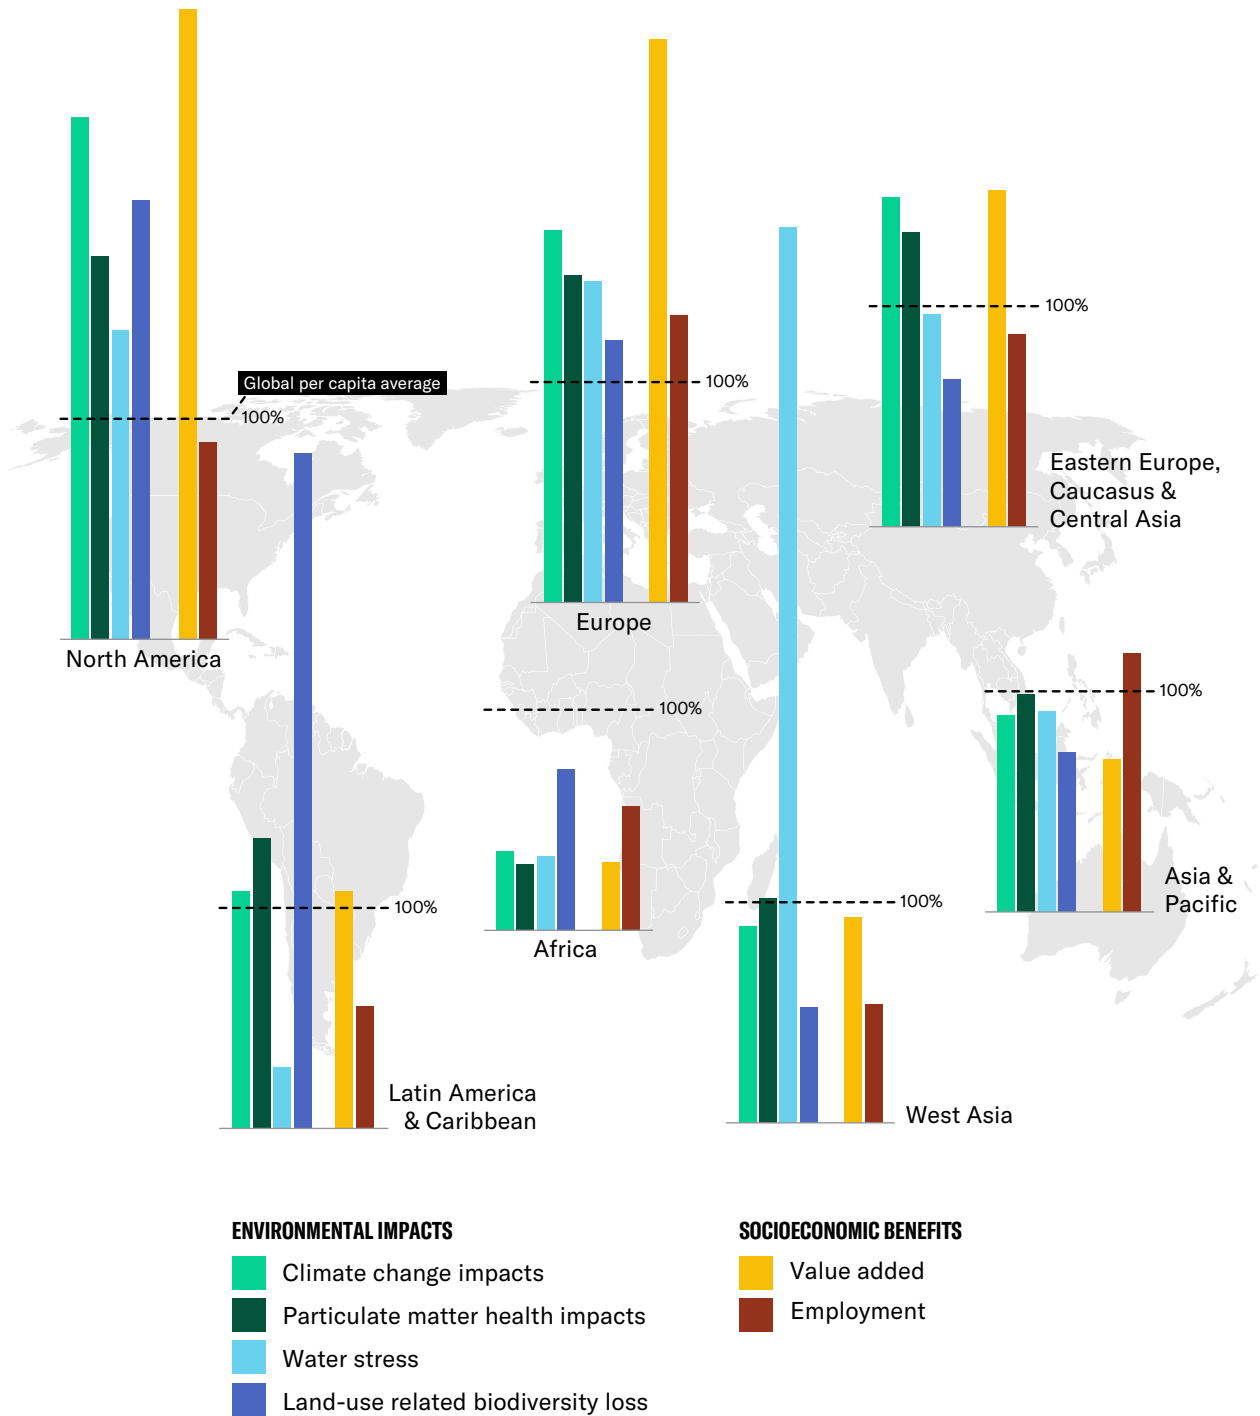 Global per capita average
100%
North America
100%
Europe
100%
Eastern Europe,
Caucasus &
Central Asia
100%
Latin America
& Caribbean
100%
Africa
100%
West Asia
100%
Asia &
Pacific
ENVIRONMENTAL IMPACTS
Climate change impacts
Particulate matter health impacts
Water stress
Land-use related biodiversity loss
SOCIOECONOMIC BENEFITS
Value added
Employment